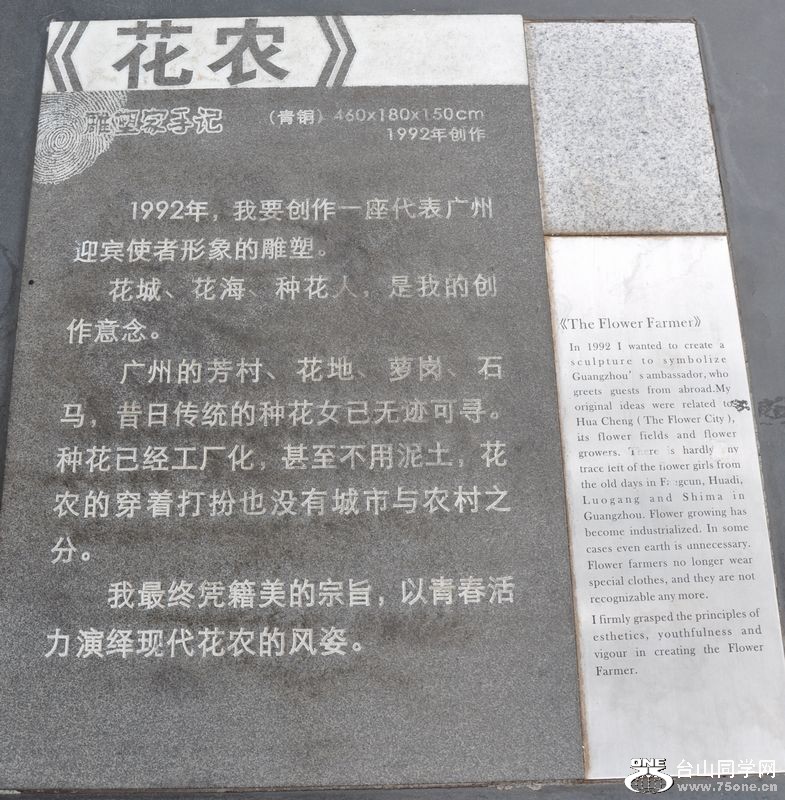 《花农》
雕塑家手记
（青铜）460x180x150cm
1992年创作
1992年，我要创作一座代表广州
迎宾使者形象的雕塑。
花城、花海、种花人，是我的创
作意念。
广州的芳村、花地、萝岗、石
马，昔日传统的种花女已无迹可寻。
种花已经工厂化，甚至不用泥土，花
农的穿着打扮也没有城市与农村之
分。
我最终凭籍美的宗旨，以青春活
力演绎现代花农的风姿。
《The Flower Farmer》
In 1992 I wanted to create a
sculpture to symbolize
Guangzhou's ambassador, who
greets guests from abroad.My
original ideas were related to
Hua Cheng ( The Flower City ),
its flower fields and flower
growers. There is hardly any
trace left of the flower girls from
the old days in Fangcun, Huadi,
Luogang and Shima in
Guangzhou. Flower growing has
become industrialized. In some
cases even earth is unnecessary.
Flower farmers no longer wear
special clothes, and they are not
recognizable any more.
I firmly grasped the principles of
esthetics, youthfulness and
vigour in creating the Flower
Farmer.
ONE
75
台山同学网
www.75one.cn